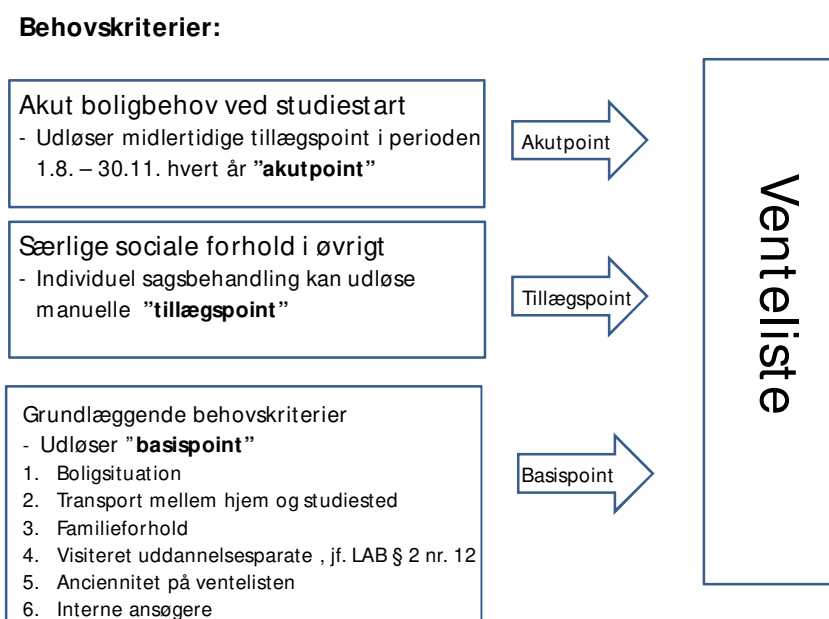 Behovskriterier:
Akut boligbehov ved studiestart
- Udløser midlertidige tillægspoint i perioden
1.8. – 30.11. hvert år ”akutpoint”
Akutpoint
Særlige sociale forhold i øvrigt
- Individuel sagsbehandling kan udløse
manuelle ”tillægspoint”
Tillægspoint
Grundlæggende behovskriterier
- Udløser ”basispoint”
1. Boligsituation
2. Transport mellem hjem og studiested
3. Familieforhold
4. Visiteret uddannelsesparate , jf. LAB § 2 nr. 12
5. Anciennitet på ventelisten
6. Interne ansøgere
Basispoint
Venteliste